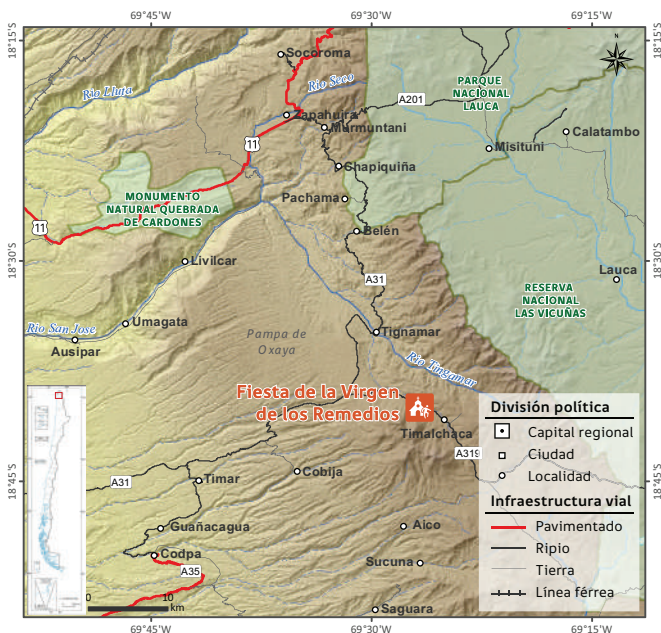 69°45'O
69°30'O
69°15'O
18°15'S
18°15'S
Socoroma
Río Lluta
Río Seco
A201
PARQUE
NACIONAL
LAUCA
Zapahuira
Murmuntani
Calatambo
11
Misituni
Chapiquiña
MONUMENTO
NATURAL QUEBRADA
DE CARDONES
Pachama
11
Belén
18°30'S
18°30'S
Livilcar
Lauca
A31
RESERVA
NACIONAL
LAS VICUÑAS
Río San Jose
Umagata
Ausipar
Pampa de
Oxaya
Tignamar
Río Tingamar
Fiesta de la Virgen
de los Remedios
Timalchaca
A319
18°45'S
18°45'S
A31
Timar
Cobija
Guañacagua
Aico
Codpa
A35
Sucuna
Saguara
N
División política
Capital regional
Ciudad
Localidad
Infraestructura vial
Pavimentado
Ripio
Tierra
Línea férrea
0 10
km
69°45'O
69°30'O
69°15'O